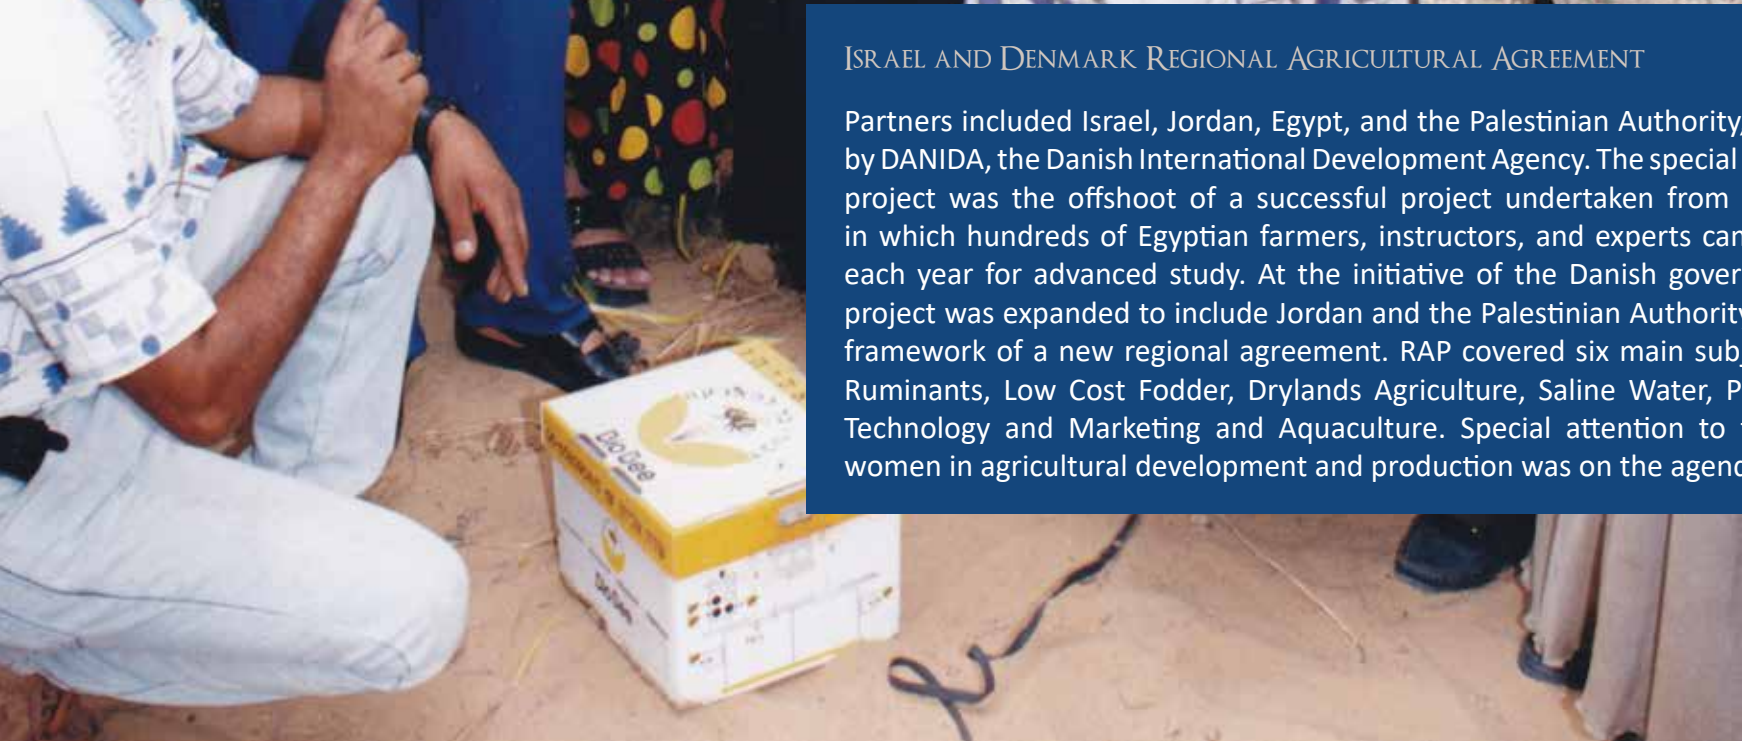 ISRAEL AND DENMARK REGIONAL AGRICULTURAL AGREEMENT
Partners included Israel, Jordan, Egypt, and the Palestinian Authority,
by DANIDA, the Danish International Development Agency. The special
project was the offshoot of a successful project undertaken from
in which hundreds of Egyptian farmers, instructors, and experts
each year for advanced study. At the initiative of the Danish
project was expanded to include Jordan and the Palestinian Authority
framework of a new regional agreement. RAP covered six main
Ruminants, Low Cost Fodder, Drylands Agriculture, Saline Water,
Technology and Marketing and Aquaculture. Special attention to
women in agricultural development and production was on the
BioBee
BioBee